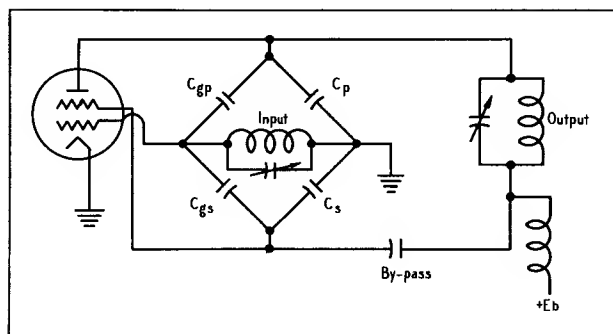 Cgp
Cp
Input
Output
Cgs
Cs
By-pass
+Eb